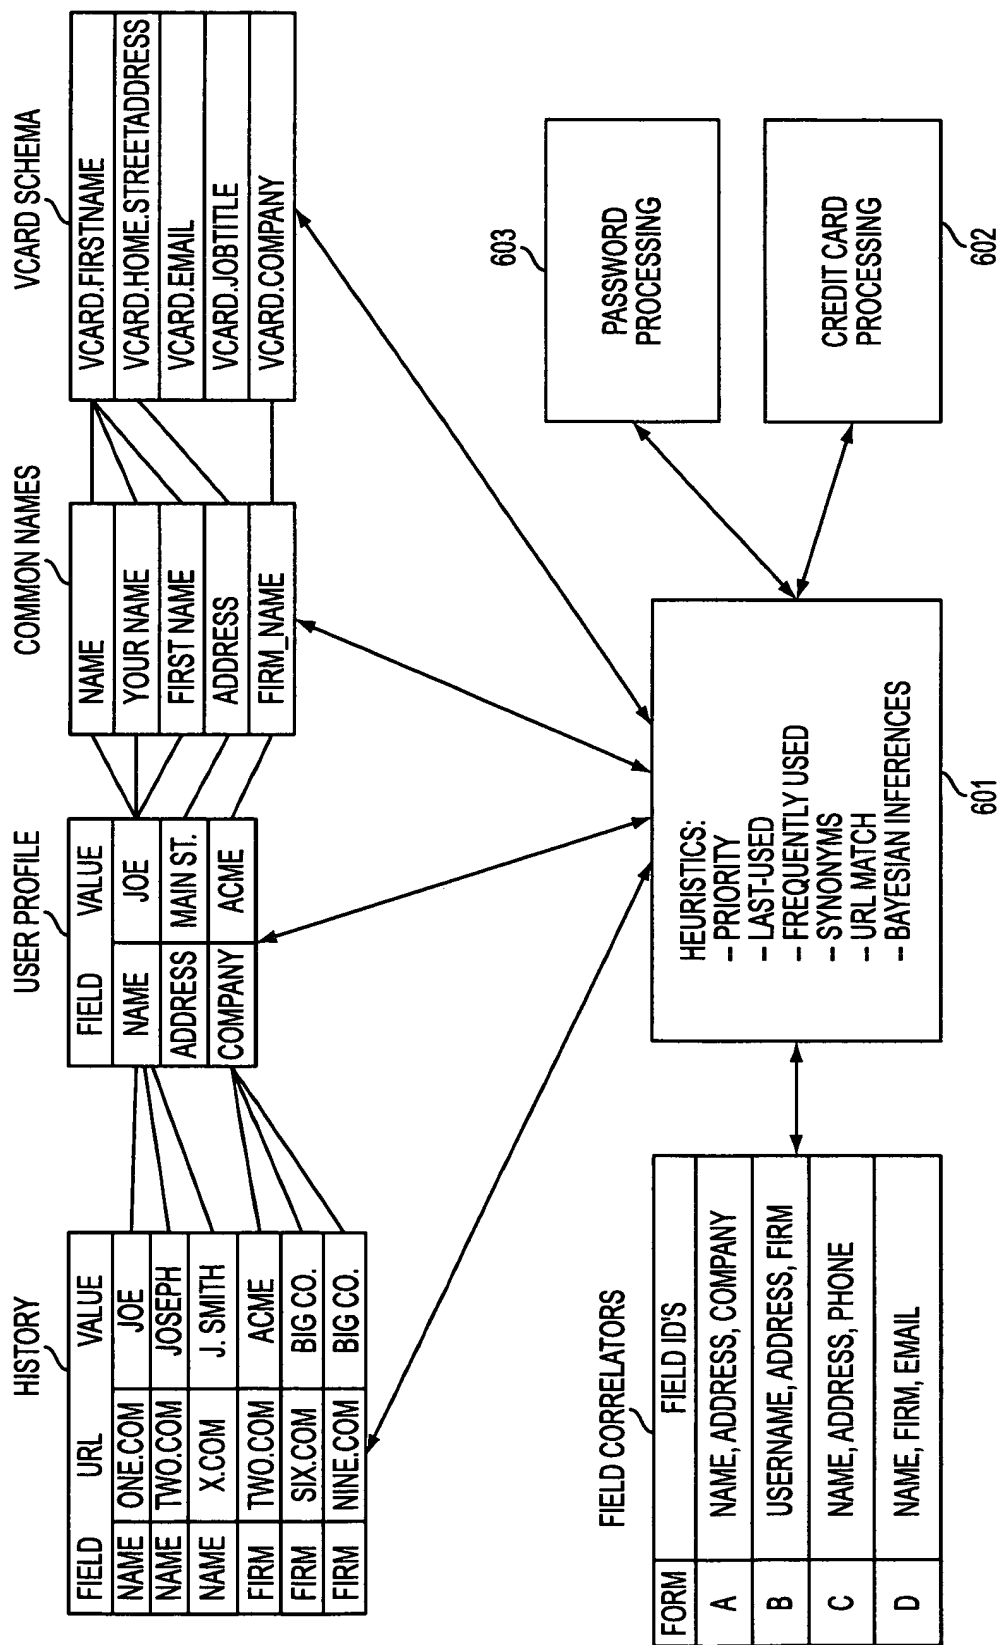 HISTORY
FIELD URL VALUE
NAME ONE.COM JOE
NAME TWO.COM JOSEPH
NAME X.COM J. SMITH
FIRM TWO.COM ACME
FIRM SIX.COM BIG CO.
FIRM NINE.COM BIG CO.
USER PROFILE
FIELD VALUE
NAME JOE
ADDRESS MAIN ST.
COMPANY ACME
COMMON NAMES
NAME
YOUR NAME
FIRST NAME
ADDRESS
FIRM_NAME
VCARD SCHEMA
VCARD.FIRSTNAME
VCARD.HOME.STREETADDRESS
VCARD.EMAIL
VCARD.JOBTITLE
VCARD.COMPANY
FIELD CORRELATORS
FORM FIELD ID'S
A NAME, ADDRESS, COMPANY
B USERNAME, ADDRESS, FIRM
C NAME, ADDRESS, PHONE
D NAME, FIRM, EMAIL
HEURISTICS:
-- PRIORITY
-- LAST-USED
-- FREQUENTLY USED
-- SYNONYMS
-- URL MATCH
-- BAYESIAN INFERENCES
601
603
PASSWORD
PROCESSING
CREDIT CARD
PROCESSING
602